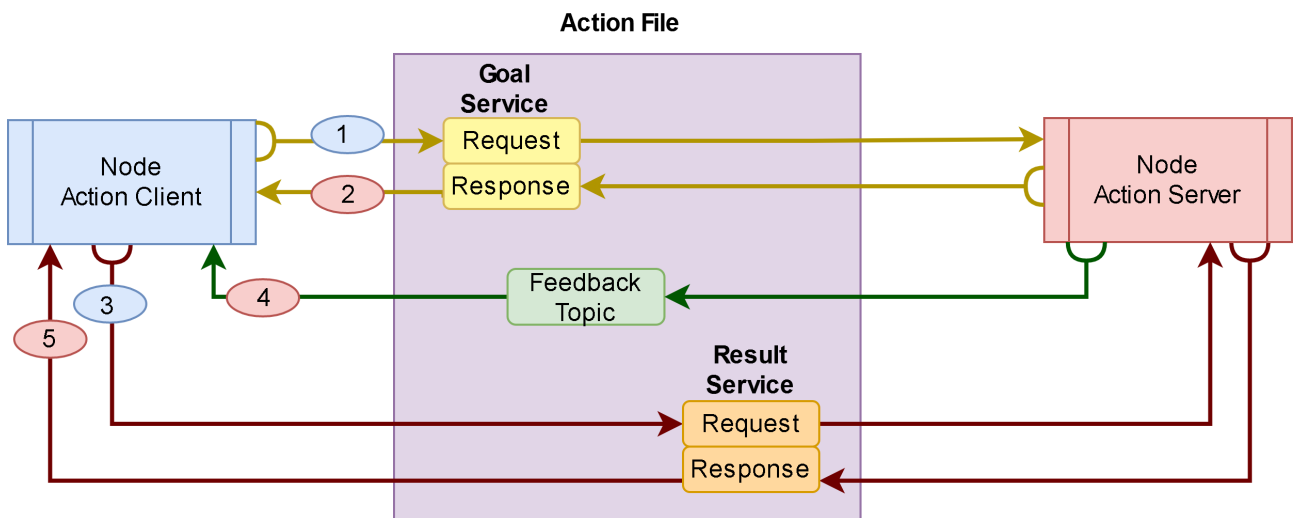 Action File
Goal
Service
1
Request
Node
Action Client
Node
Action Server
2
Response
Feedback
Topic
4
3
5
Result
Service
Request
Response